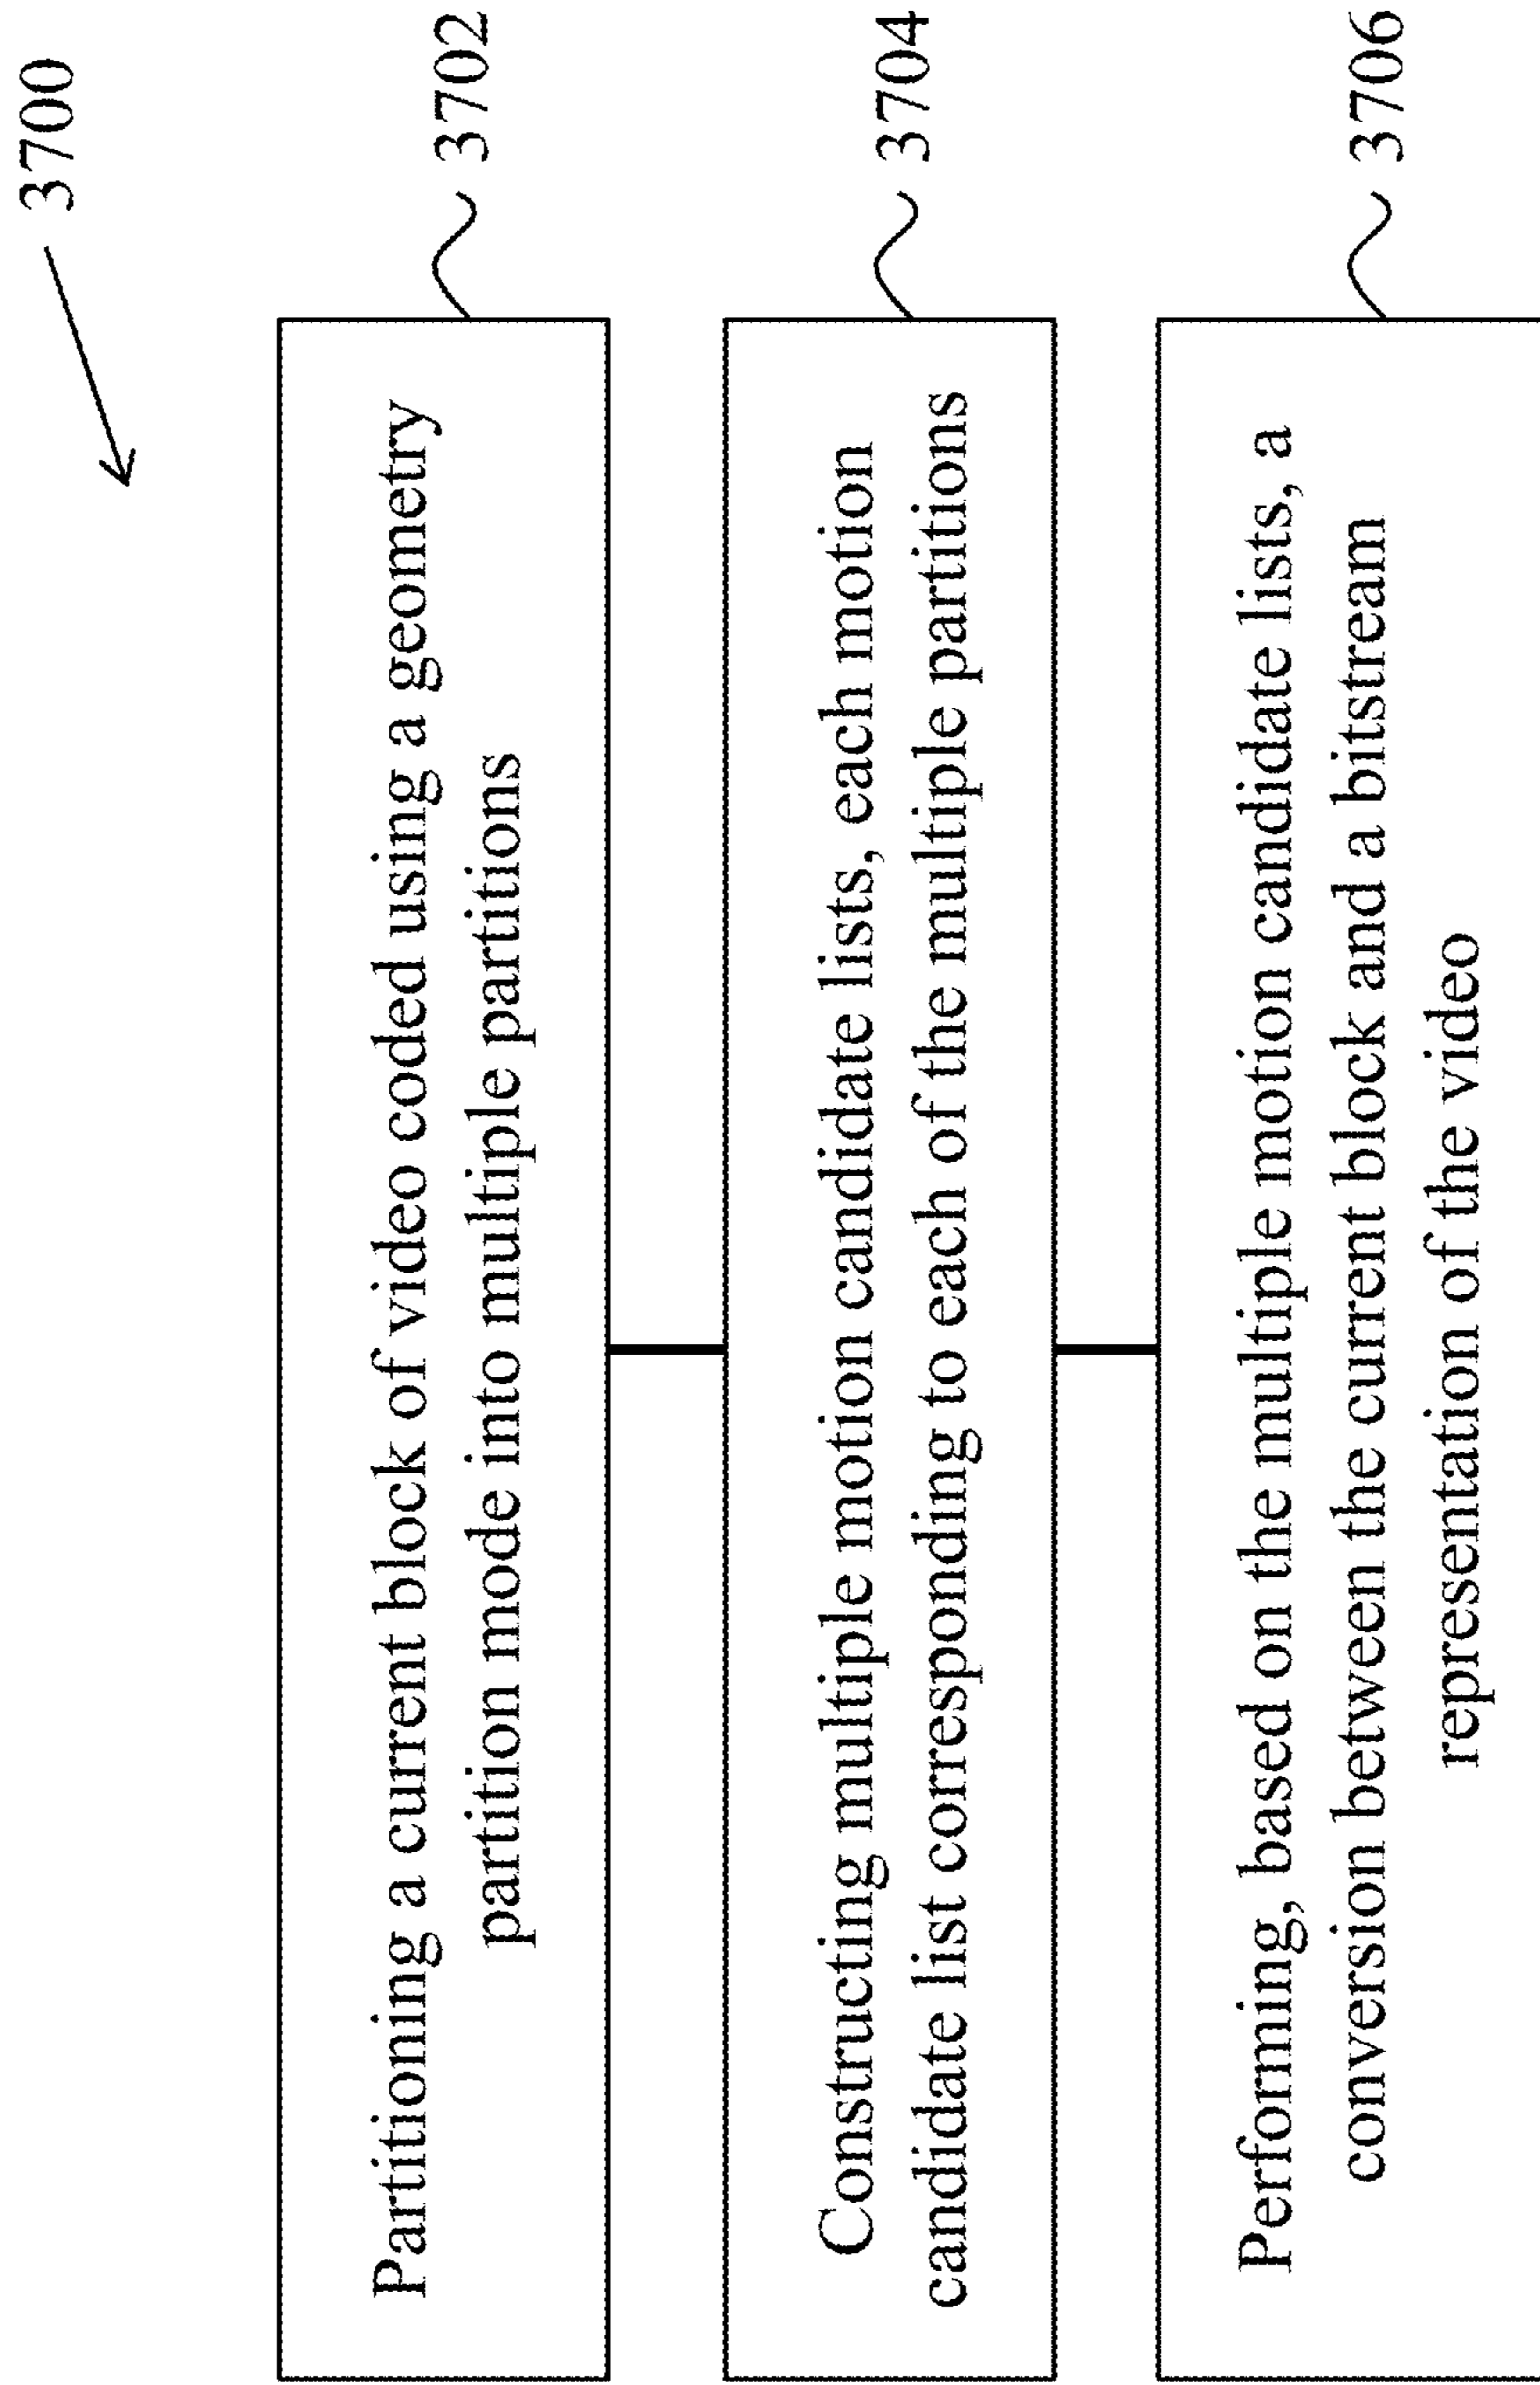 3700
Partitioning a current block of video coded using a geometry
partition mode into multiple partitions
3702
Constructing multiple motion candidate lists, each motion
candidate list corresponding to each of the multiple partitions
3704
Performing, based on the multiple motion candidate lists, a
conversion between the current block and a bitstream
representation of the video
3706